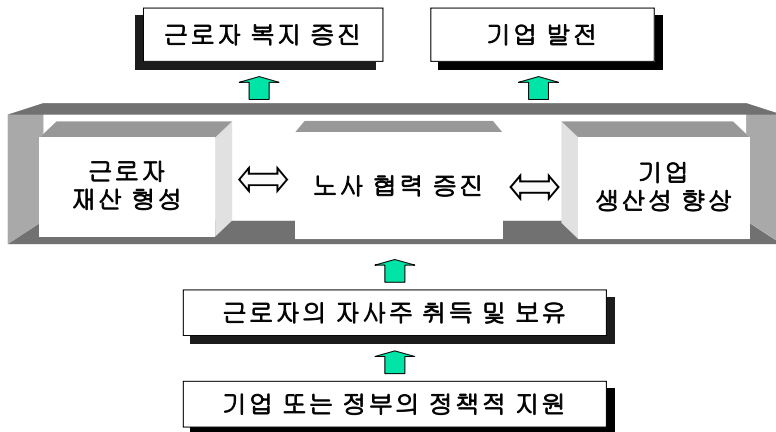 근로자 복지 증진
기업 발전
근로자
재산 형성
노사 협력 증진
기업
생산성 향상
근로자의 자사주 취득 및 보유
기업 또는 정부의 정책적 지원